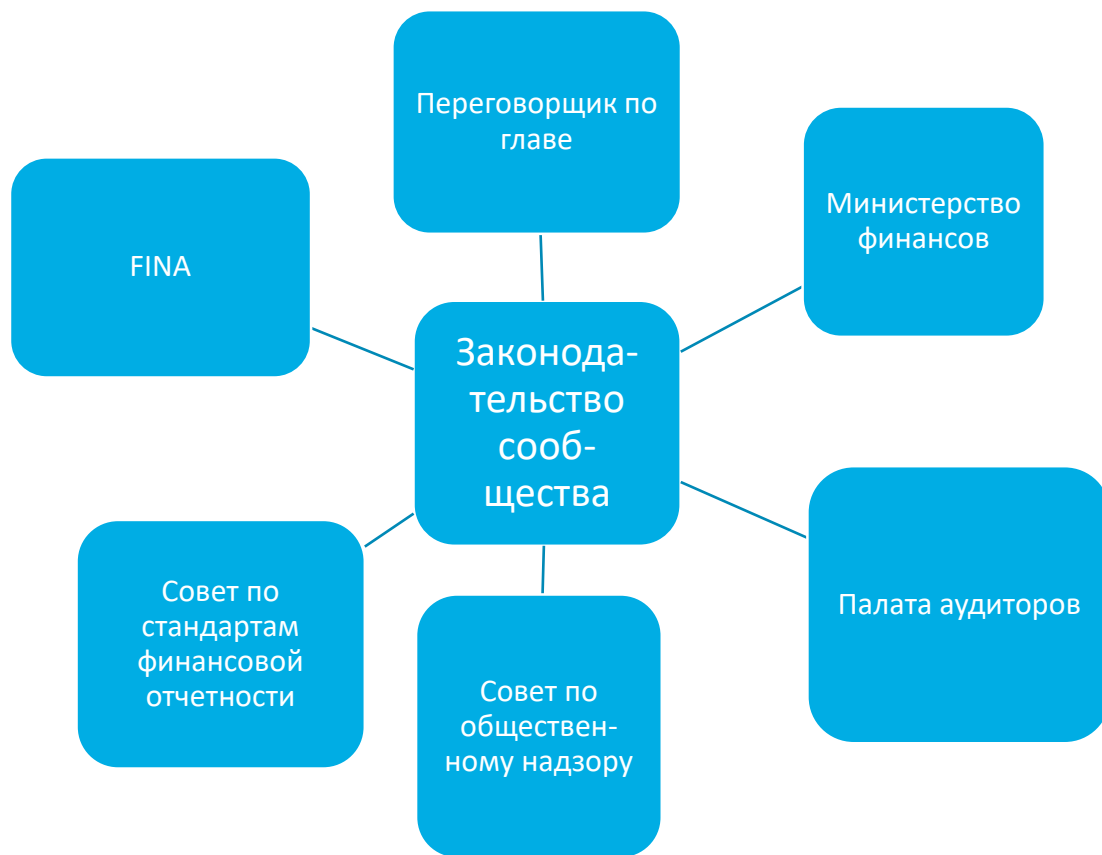 Переговорщик по
главе
Министерство
финансов
FINA
Законода-
тельство
сооб-
щества
Совет по
стандартам
финансовой
отчетности
Палата аудиторов
Совет по
обществен-
ному надзору